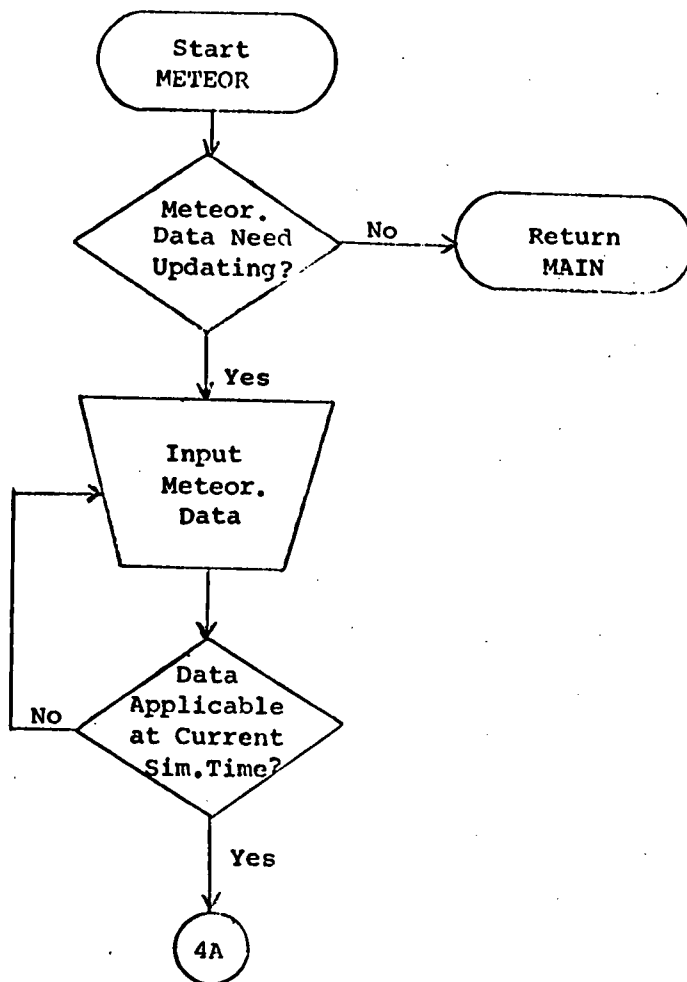 Start
METEOR
Meteor.
Data Need
Updating?
No
Return
MAIN
Yes
Input
Meteor.
Data
Data
Applicable
at Current
Sim.Time?
No
Yes
4A